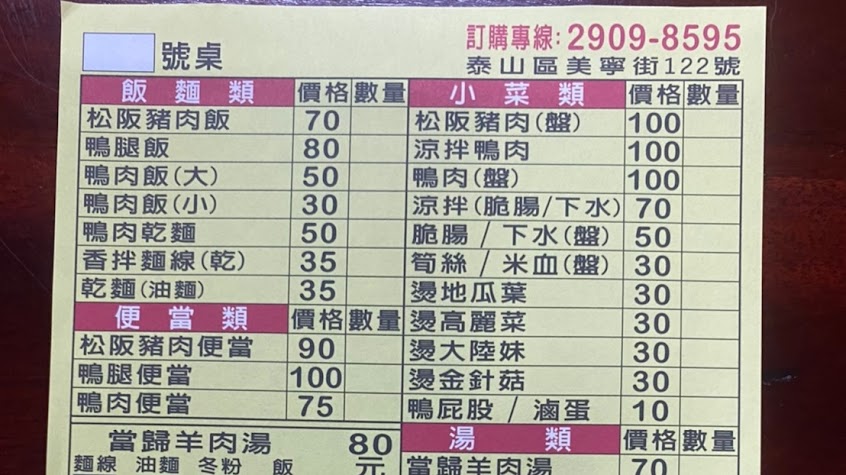 號桌
訂購專線:2909-8595
泰山區美寧街122號
飯麵類 價格 數量
松阪豬肉飯 70
鴨腿飯 80
鴨肉飯(大) 50
鴨肉飯(小) 30
鴨肉乾麵 50
香拌麵線(乾) 35
乾麵(油麵) 35
便當類 價格 數量
松阪豬肉便當 90
鴨腿便當 100
鴨肉便當 75
當歸羊肉湯 80元
麵線 油麵 冬粉 飯
小菜類 價格 數量
松阪豬肉(盤) 100
涼拌鴨肉 100
鴨肉(盤) 100
涼拌(脆腸/下水) 70
脆腸/下水(盤) 50
筍絲/米血(盤) 30
燙地瓜葉 30
燙高麗菜 30
燙大陸妹 30
燙金針菇 30
鴨屁股/滷蛋 10
湯類 價格 數量
當歸羊肉湯 70